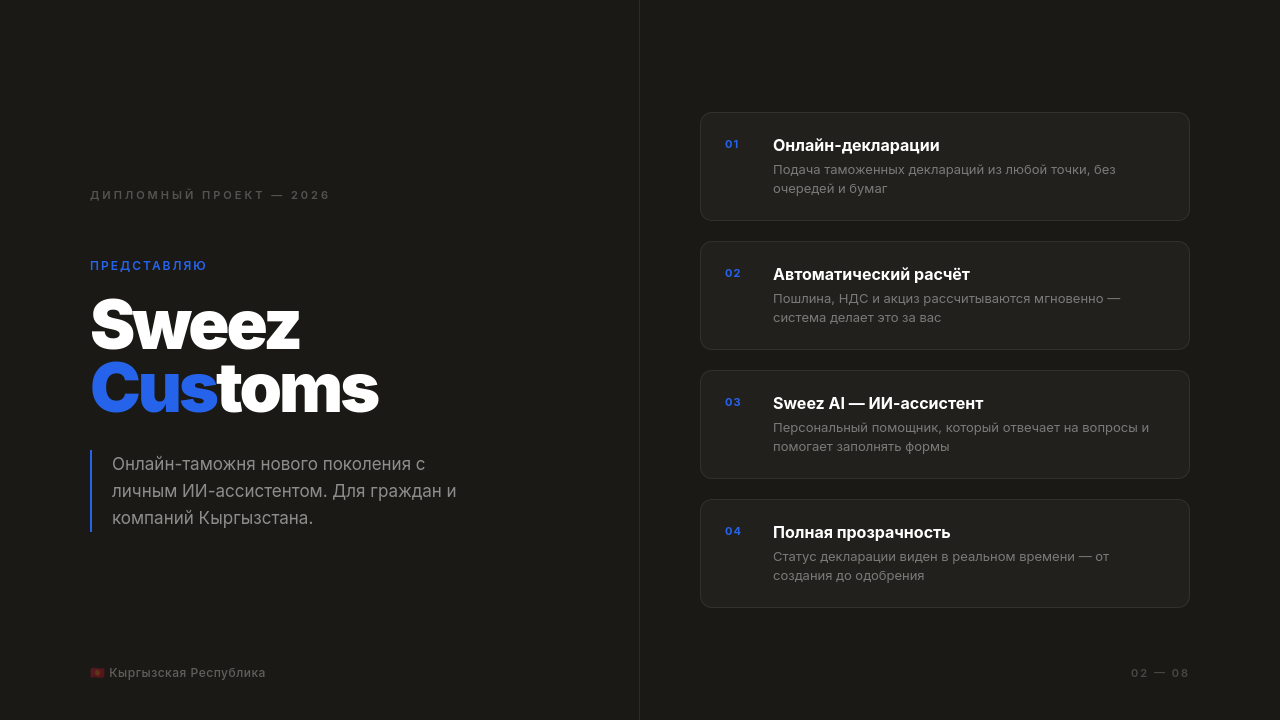 ДИПЛОМНЫЙ ПРОЕКТ — 2026
ПРЕДСТАВЛЯЮ
Sweez
Customs
Онлайн-таможня нового поколения с
личным ИИ-ассистентом. Для граждан и
компаний Кыргызстана.
Кыргызская Республика
01
Онлайн-декларации
Подача таможенных деклараций из любой точки, без
очередей и бумаг
02
Автоматический расчёт
Пошлина, НДС и акциз рассчитываются мгновенно —
система делает это за вас
03
Sweez AI — ИИ-ассистент
Персональный помощник, который отвечает на вопросы и
помогает заполнять формы
04
Полная прозрачность
Статус декларации виден в реальном времени — от
создания до одобрения
02 — 08